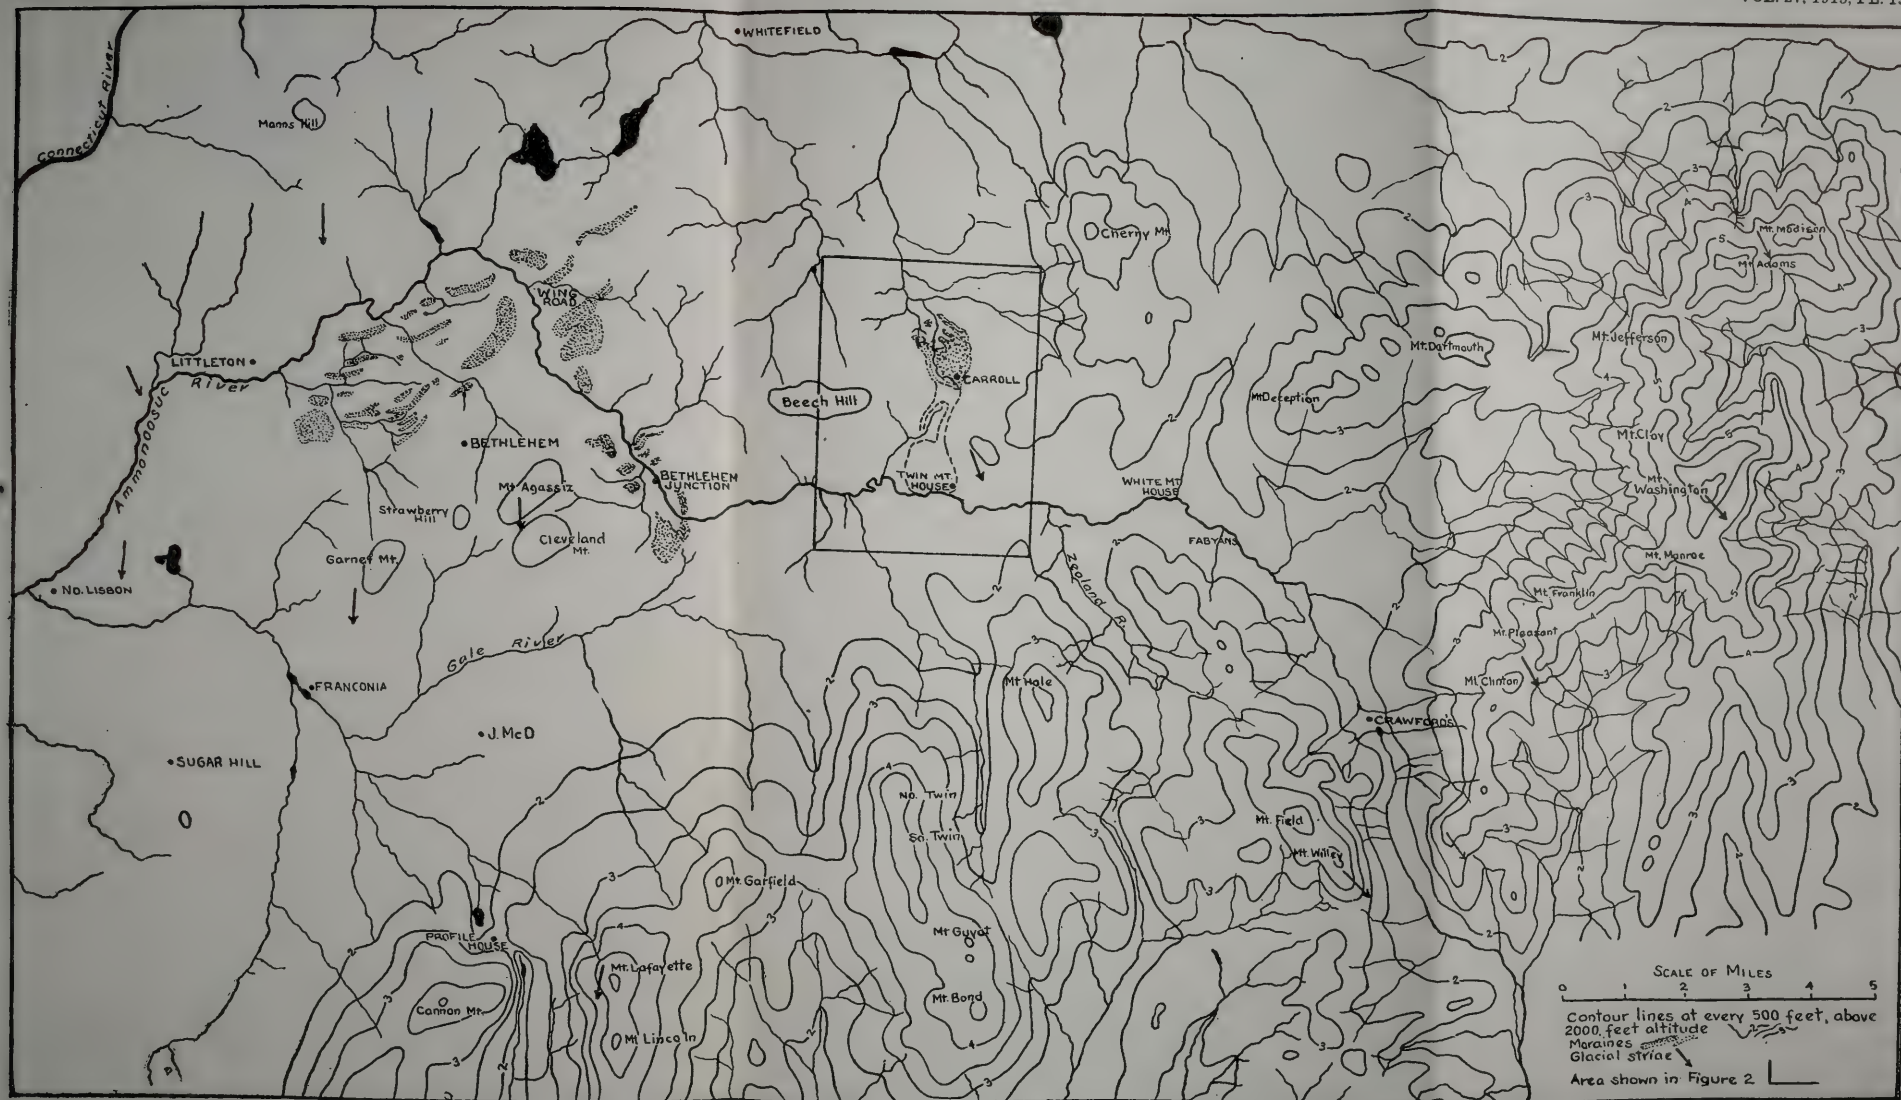 WHITEFIELD
Connecticut River
Manns Hill
Cherry Mt.
Mt. Madison
Mt. Adams
WING
ROAD
LITTLETON
River
Ammonoosuc
CARROLL
Beech Hill
Mt. Dartmouth
Mt. Jefferson
Mt Deception
BETHLEHEM
Mt. Clay
BETHLEHEM
JUNCTION
TWIN MT.
HOUSE
WHITE MT.
HOUSE
Mt.
Washington
Mt. Agassiz
Strawberry
Hill
Cleveland
Mt.
Garnet Mt.
FABYANS
Mt. Monroe
No. LISBON
Zealand R.
Mt. Franklin
Mt. Pleasant
Gale River
FRANCONIA
Mt Hale
Mt. Clinton
CRAWFORD'S
J. McD
SUGAR HILL
No. Twin
So. Twin
Mt. Field
Mt. Willey
Mt. Garfield
PROFILE
HOUSE
Mt Guyot
Mt. Lafayette
Cannon Mt.
Mt. Bond
Mt Lincoln
SCALE OF MILES
0 1 2 3 4 5
Contour lines at every 500 feet, above
2000, feet altitude
Moraines
Glacial striae
Area shown in Figure 2